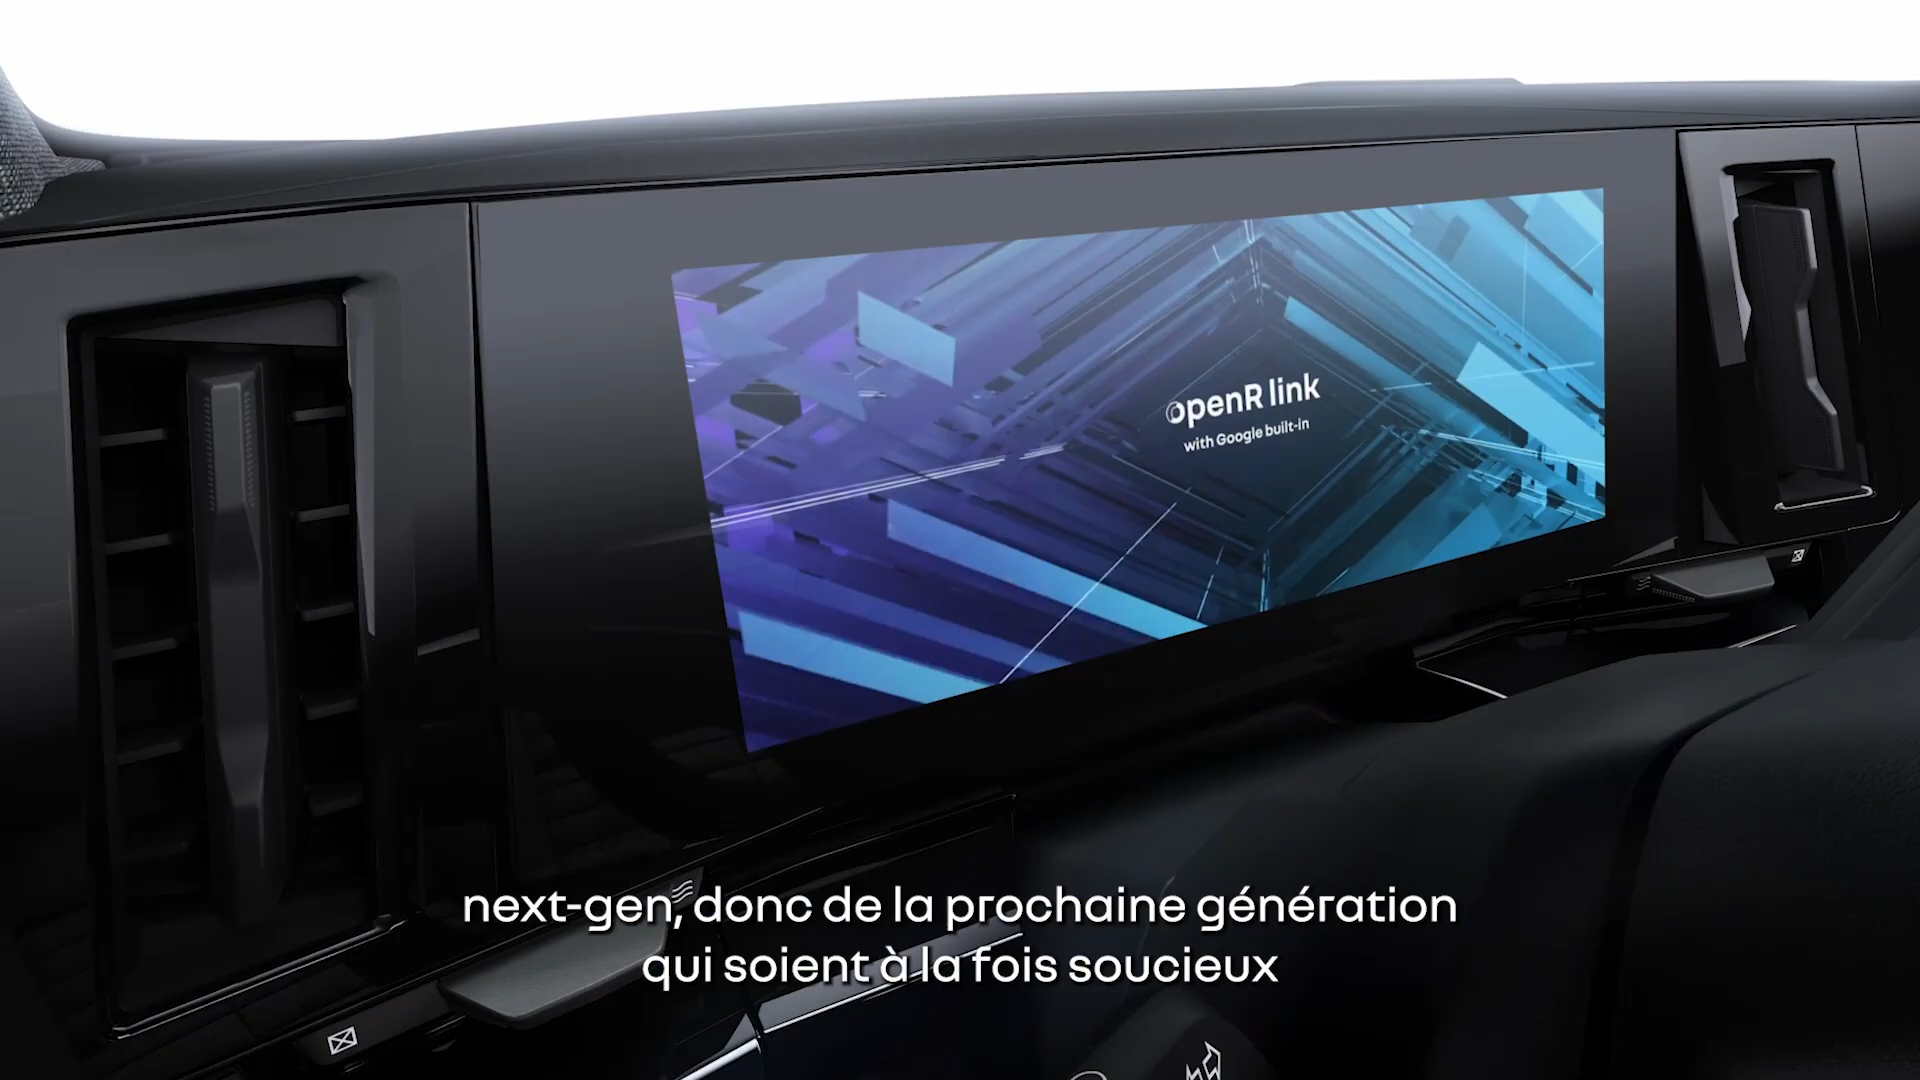 openR link
with Google built-in
next-gen, donc de la prochaine génération
qui soient à la fois soucieux